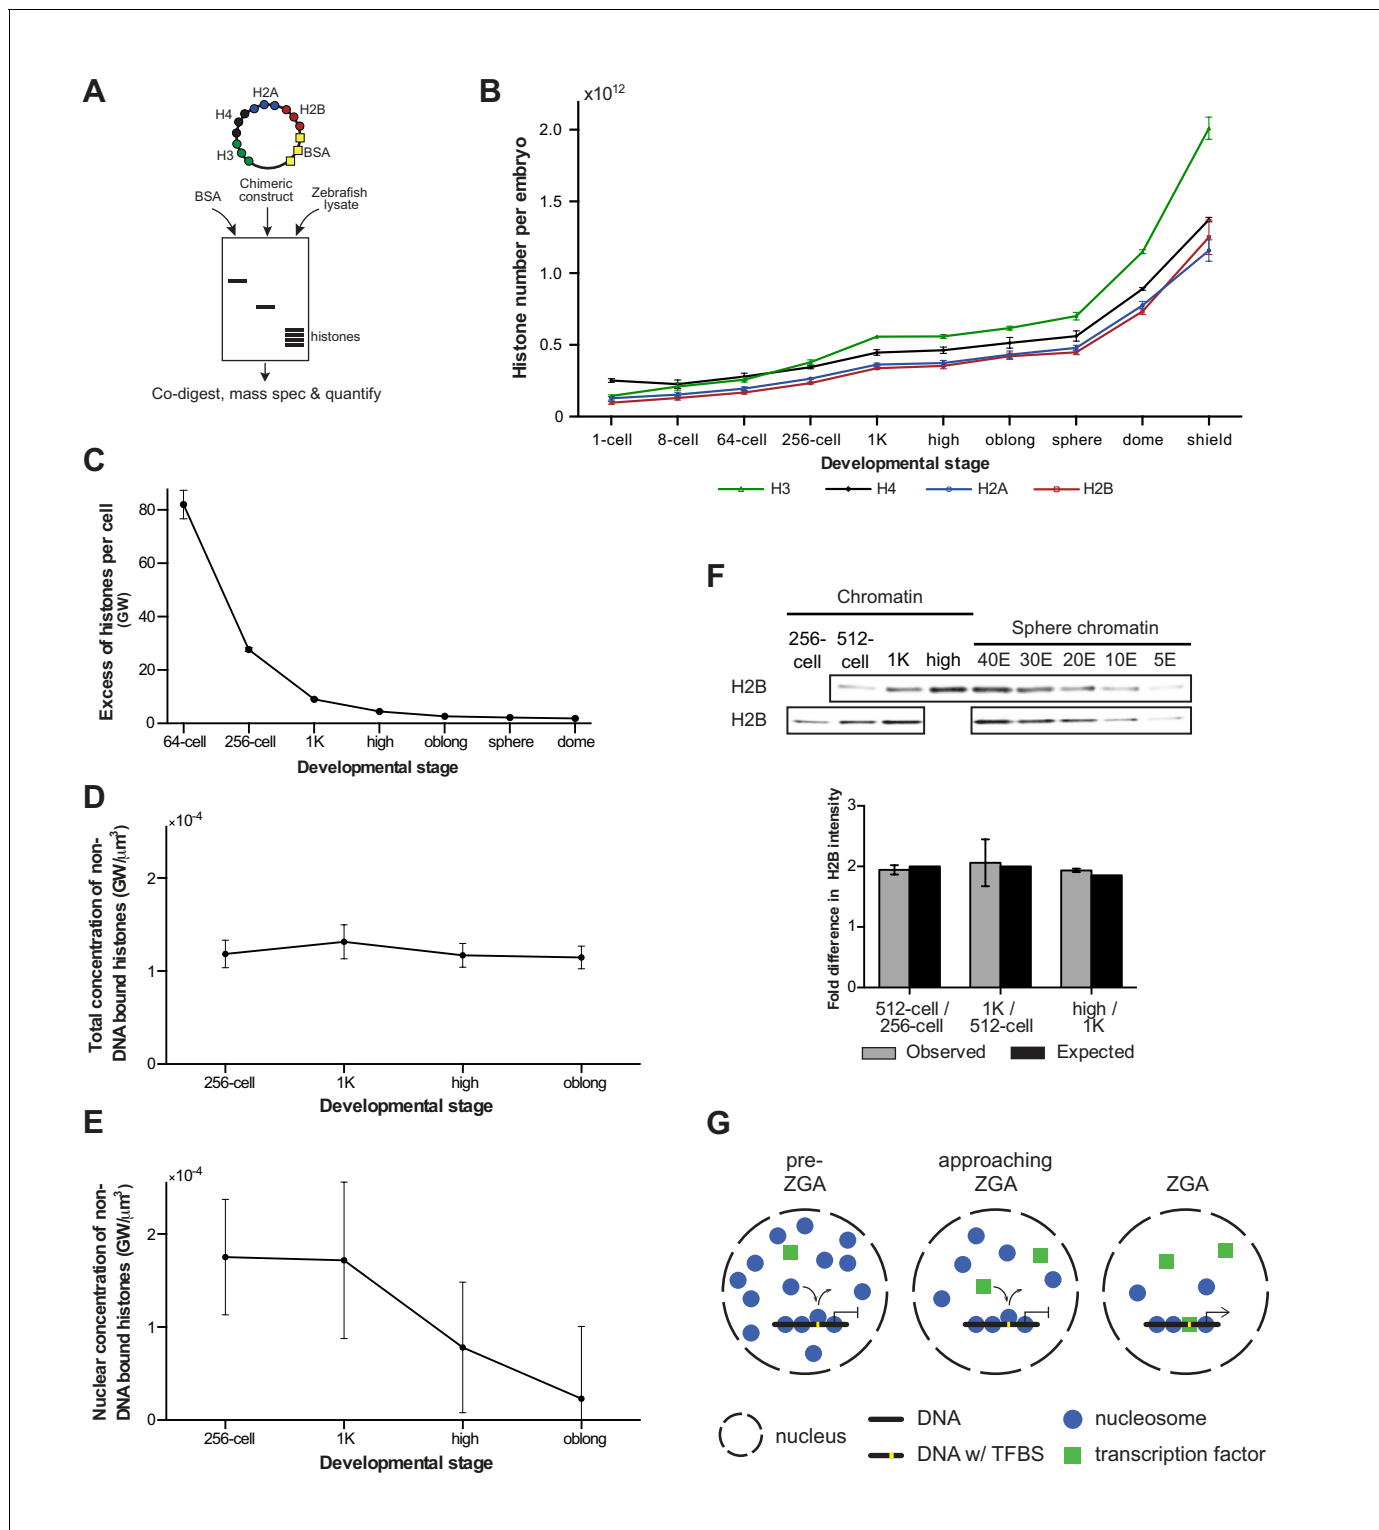 A
H2A
H4
H2B
H3
BSA
BSA
Chimeric
construct
Zebrafish
lysate
histones
Co-digest, mass spec & quantify
B
x10^12
Histone number per embryo
2.0
1.5
1.0
0.5
0
1-cell 8-cell 64-cell 256-cell 1K high oblong sphere dome shield
Developmental stage
H3 H4 H2A H2B
C
Excess of histones per cell
(GW)
80
60
40
20
0
64-cell 256-cell 1K high oblong sphere dome
Developmental stage
D
×10^-4
Total concentration of non-
DNA bound histones (GW/μm^3)
2
1
0
256-cell 1K high oblong
Developmental stage
E
×10^-4
Nuclear concentration of non-
DNA bound histones (GW/μm^3)
2
1
0
256-cell 1K high oblong
Developmental stage
F
Chromatin
Sphere chromatin
256-
cell
512-
cell
1K high 40E 30E 20E 10E 5E
H2B
H2B
Fold difference in H2B intensity
3
2
1
0
512-cell /
256-cell
1K /
512-cell
high /
1K
Observed Expected
G
pre-
ZGA
approaching
ZGA
ZGA
nucleus
DNA
DNA w/ TFBS
nucleosome
transcription factor